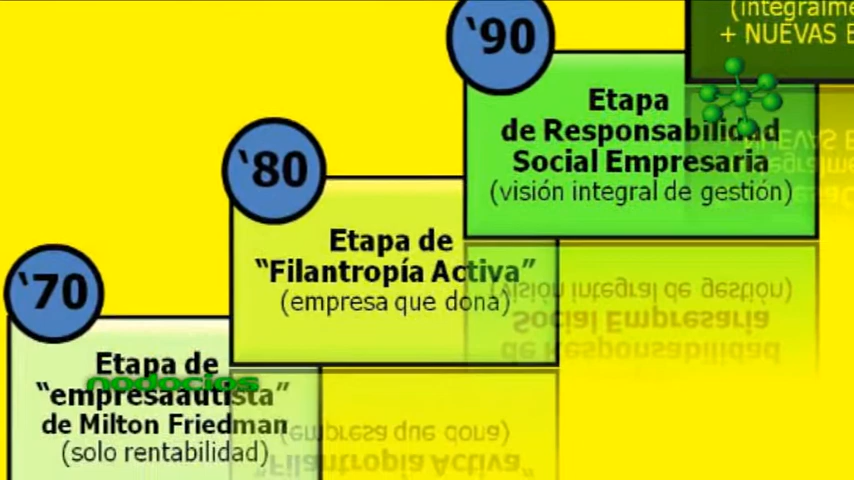 '70
Etapa de
"empresaautista"
de Milton Friedman
(solo rentabilidad)
nodocios
'80
Etapa de
"Filantropía Activa"
(empresa que dona)
'90
Etapa
de Responsabilidad
Social Empresaria
(visión integral de gestión)
+ NUEVAS